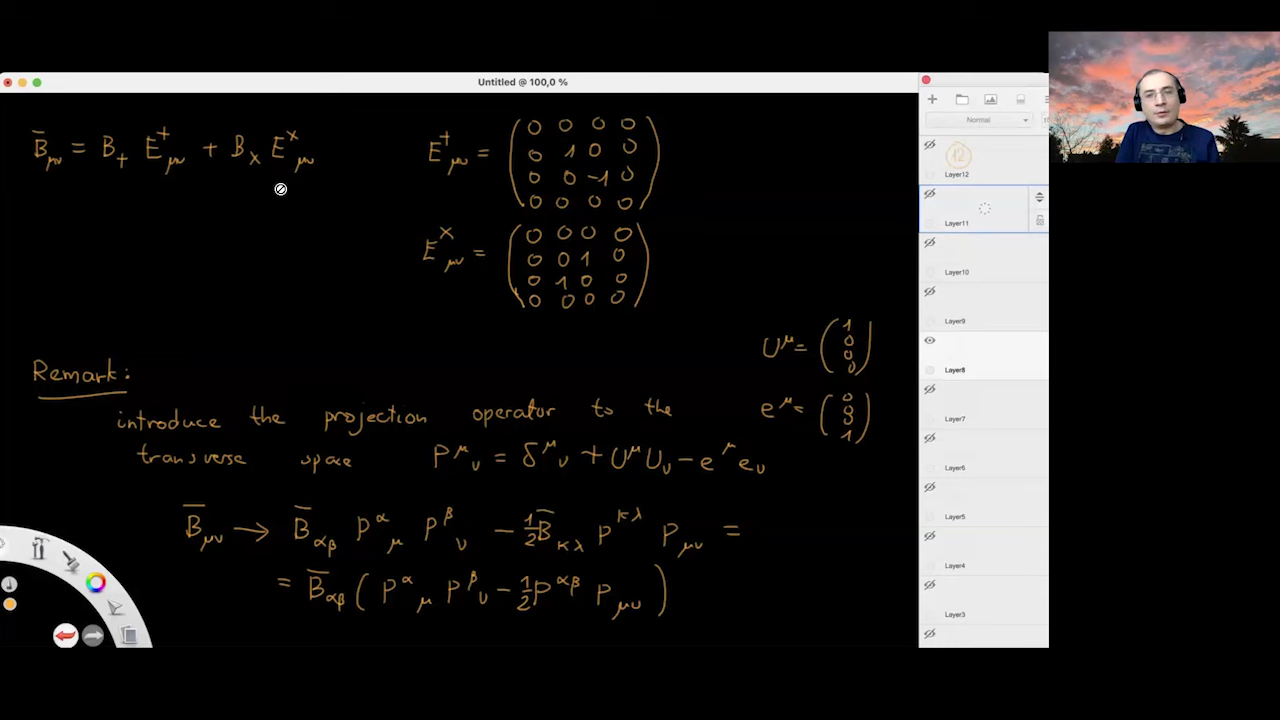 Untitled @ 100,0 %
B̄_μν = B_+ E^+_μν + B_x E^x_μν
E^+_μν = ( 0 0 0 0
0 1 0 0
0 0 -1 0
0 0 0 0 )
E^x_μν = ( 0 0 0 0
0 0 1 0
0 1 0 0
0 0 0 0 )
Remark:
U^μ = ( 1
0
0
0 )
introduce the projection operator to the
e^μ = ( 0
0
0
1 )
transverse space P^μ_ν = δ^μ_ν + U^μ U_ν - e^μ e_ν
B̄_μν → B̄_αβ P^α_μ P^β_ν - 1/2 B̄_κλ P^κλ P_μν =
= B̄_αβ ( P^α_μ P^β_ν - 1/2 P^αβ P_μν )
Normal
12
Layer12
Layer11
Layer10
Layer9
Layer8
Layer7
Layer6
Layer5
Layer4
Layer3